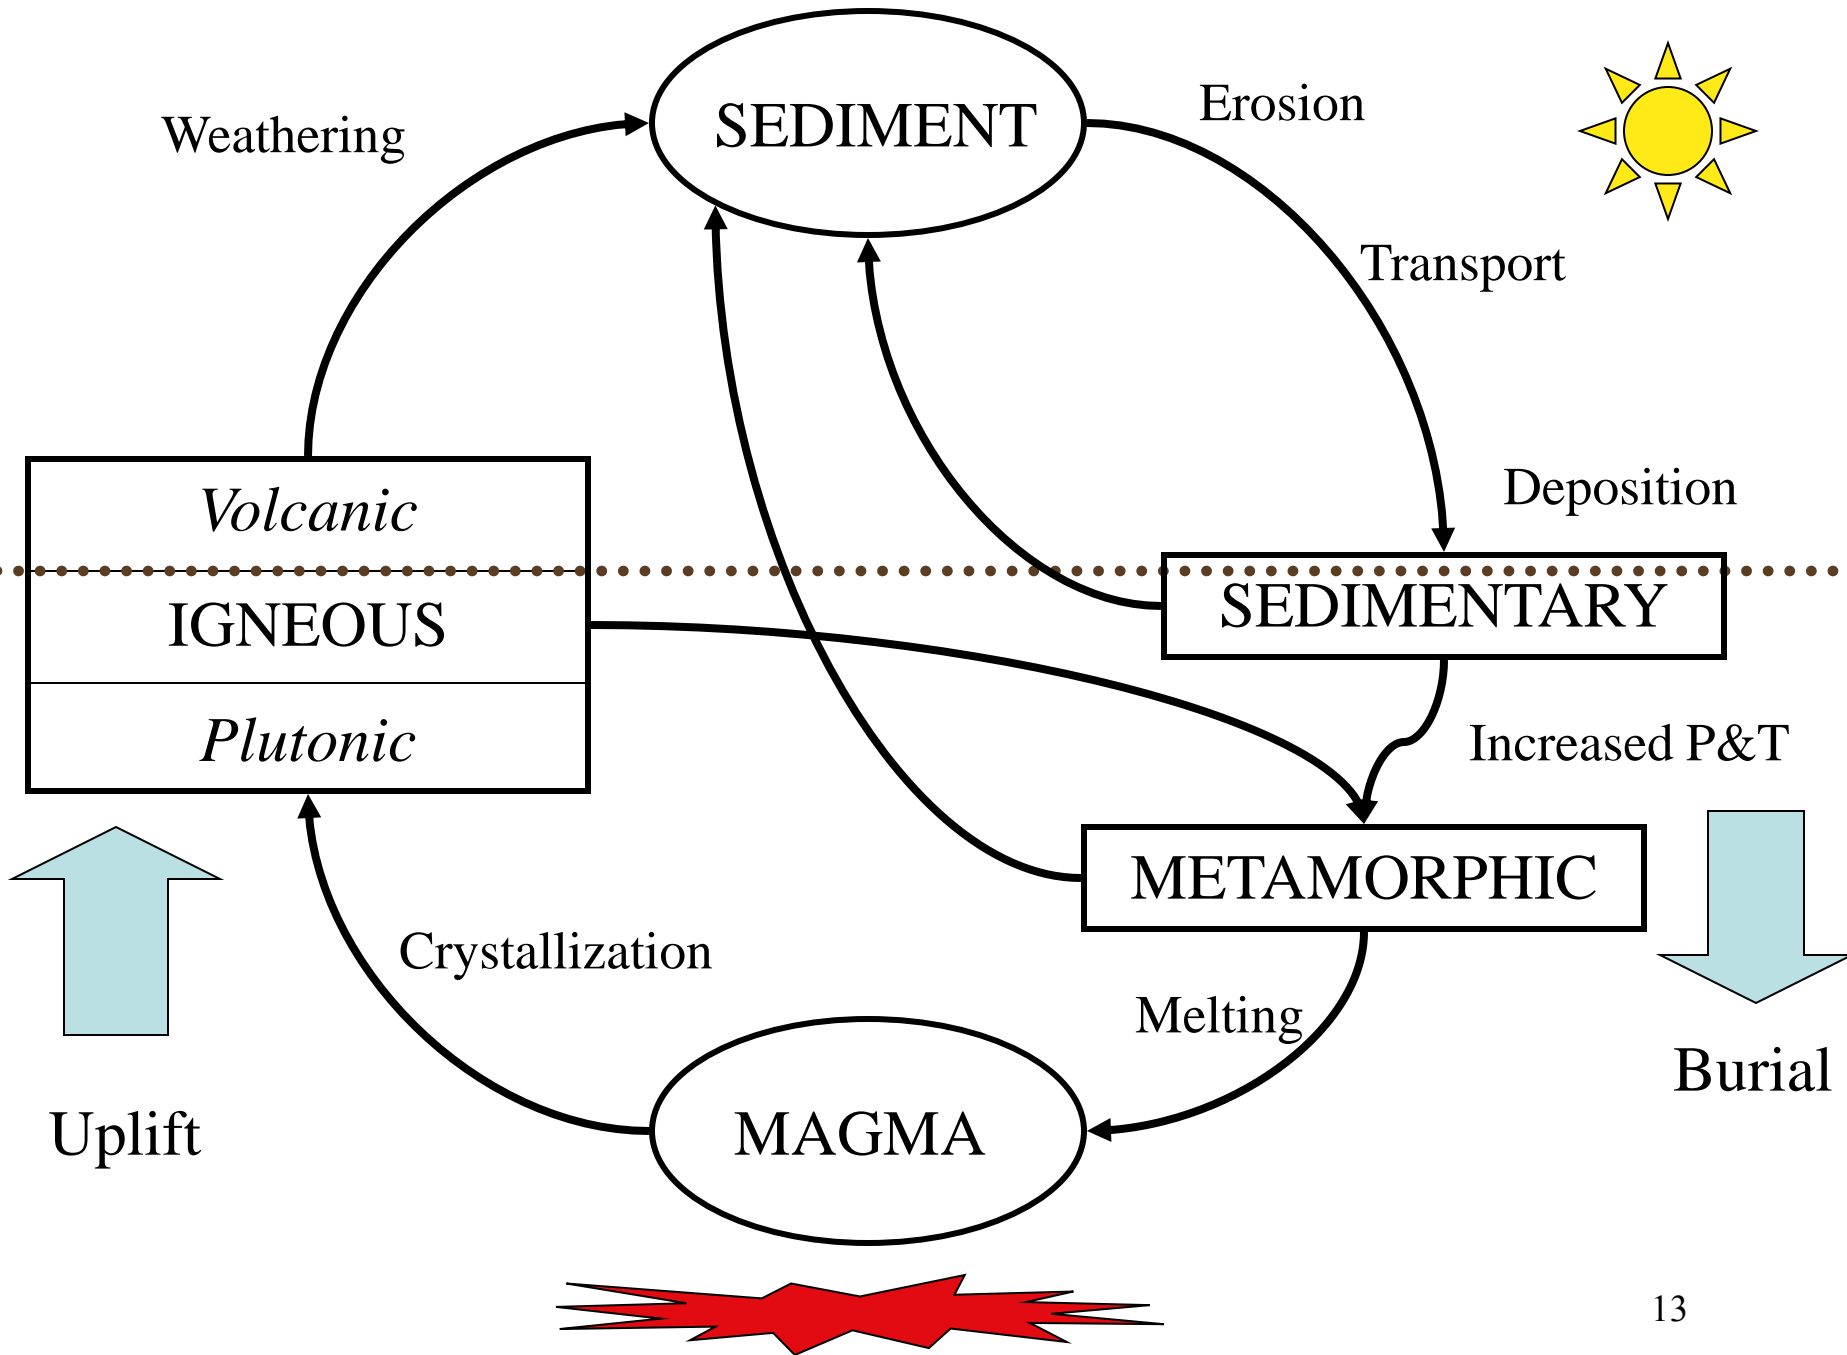 SEDIMENT
Erosion
Weathering
Transport
Deposition
Volcanic
IGNEOUS
SEDIMENTARY
Plutonic
Increased P&T
METAMORPHIC
Crystallization
Melting
Burial
MAGMA
Uplift
13